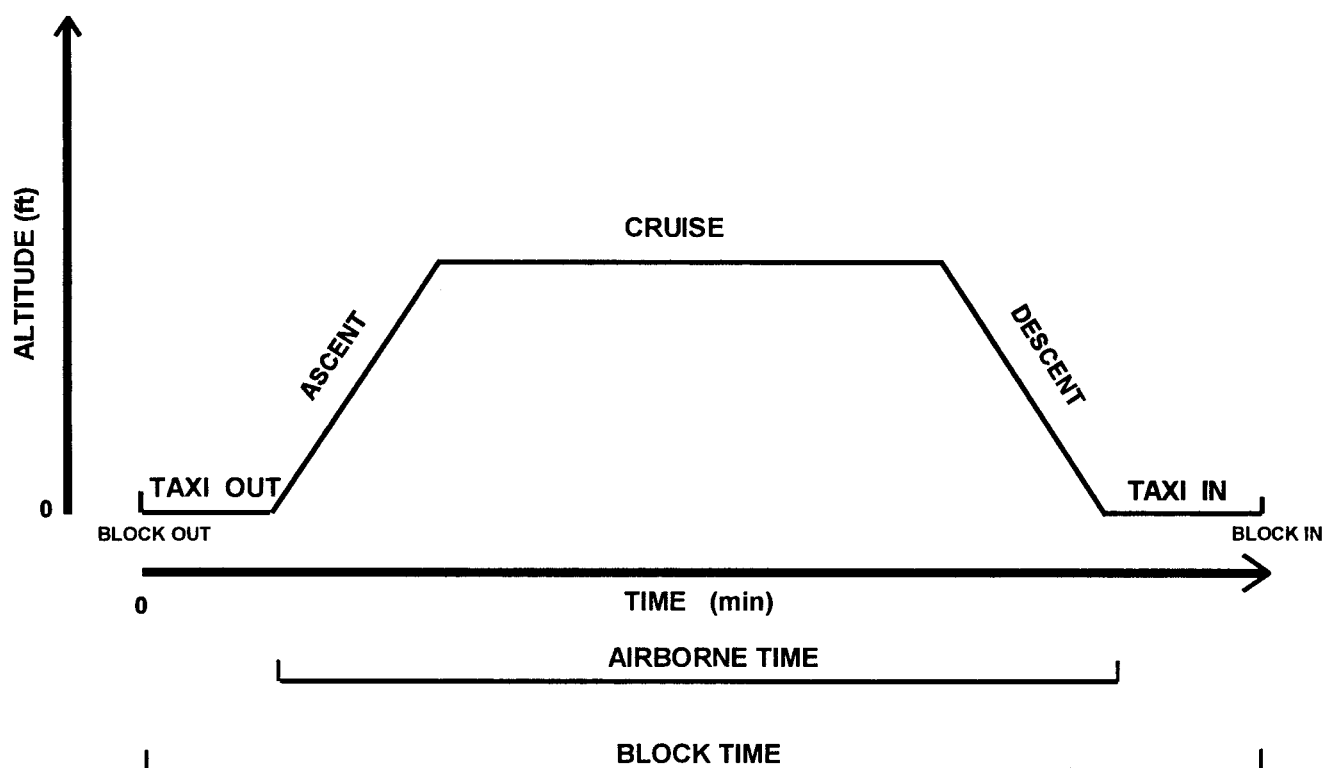 ALTITUDE (ft)
CRUISE
ASCENT
DESCENT
TAXI OUT
TAXI IN
0
BLOCK OUT
BLOCK IN
0
TIME (min)
AIRBORNE TIME
BLOCK TIME